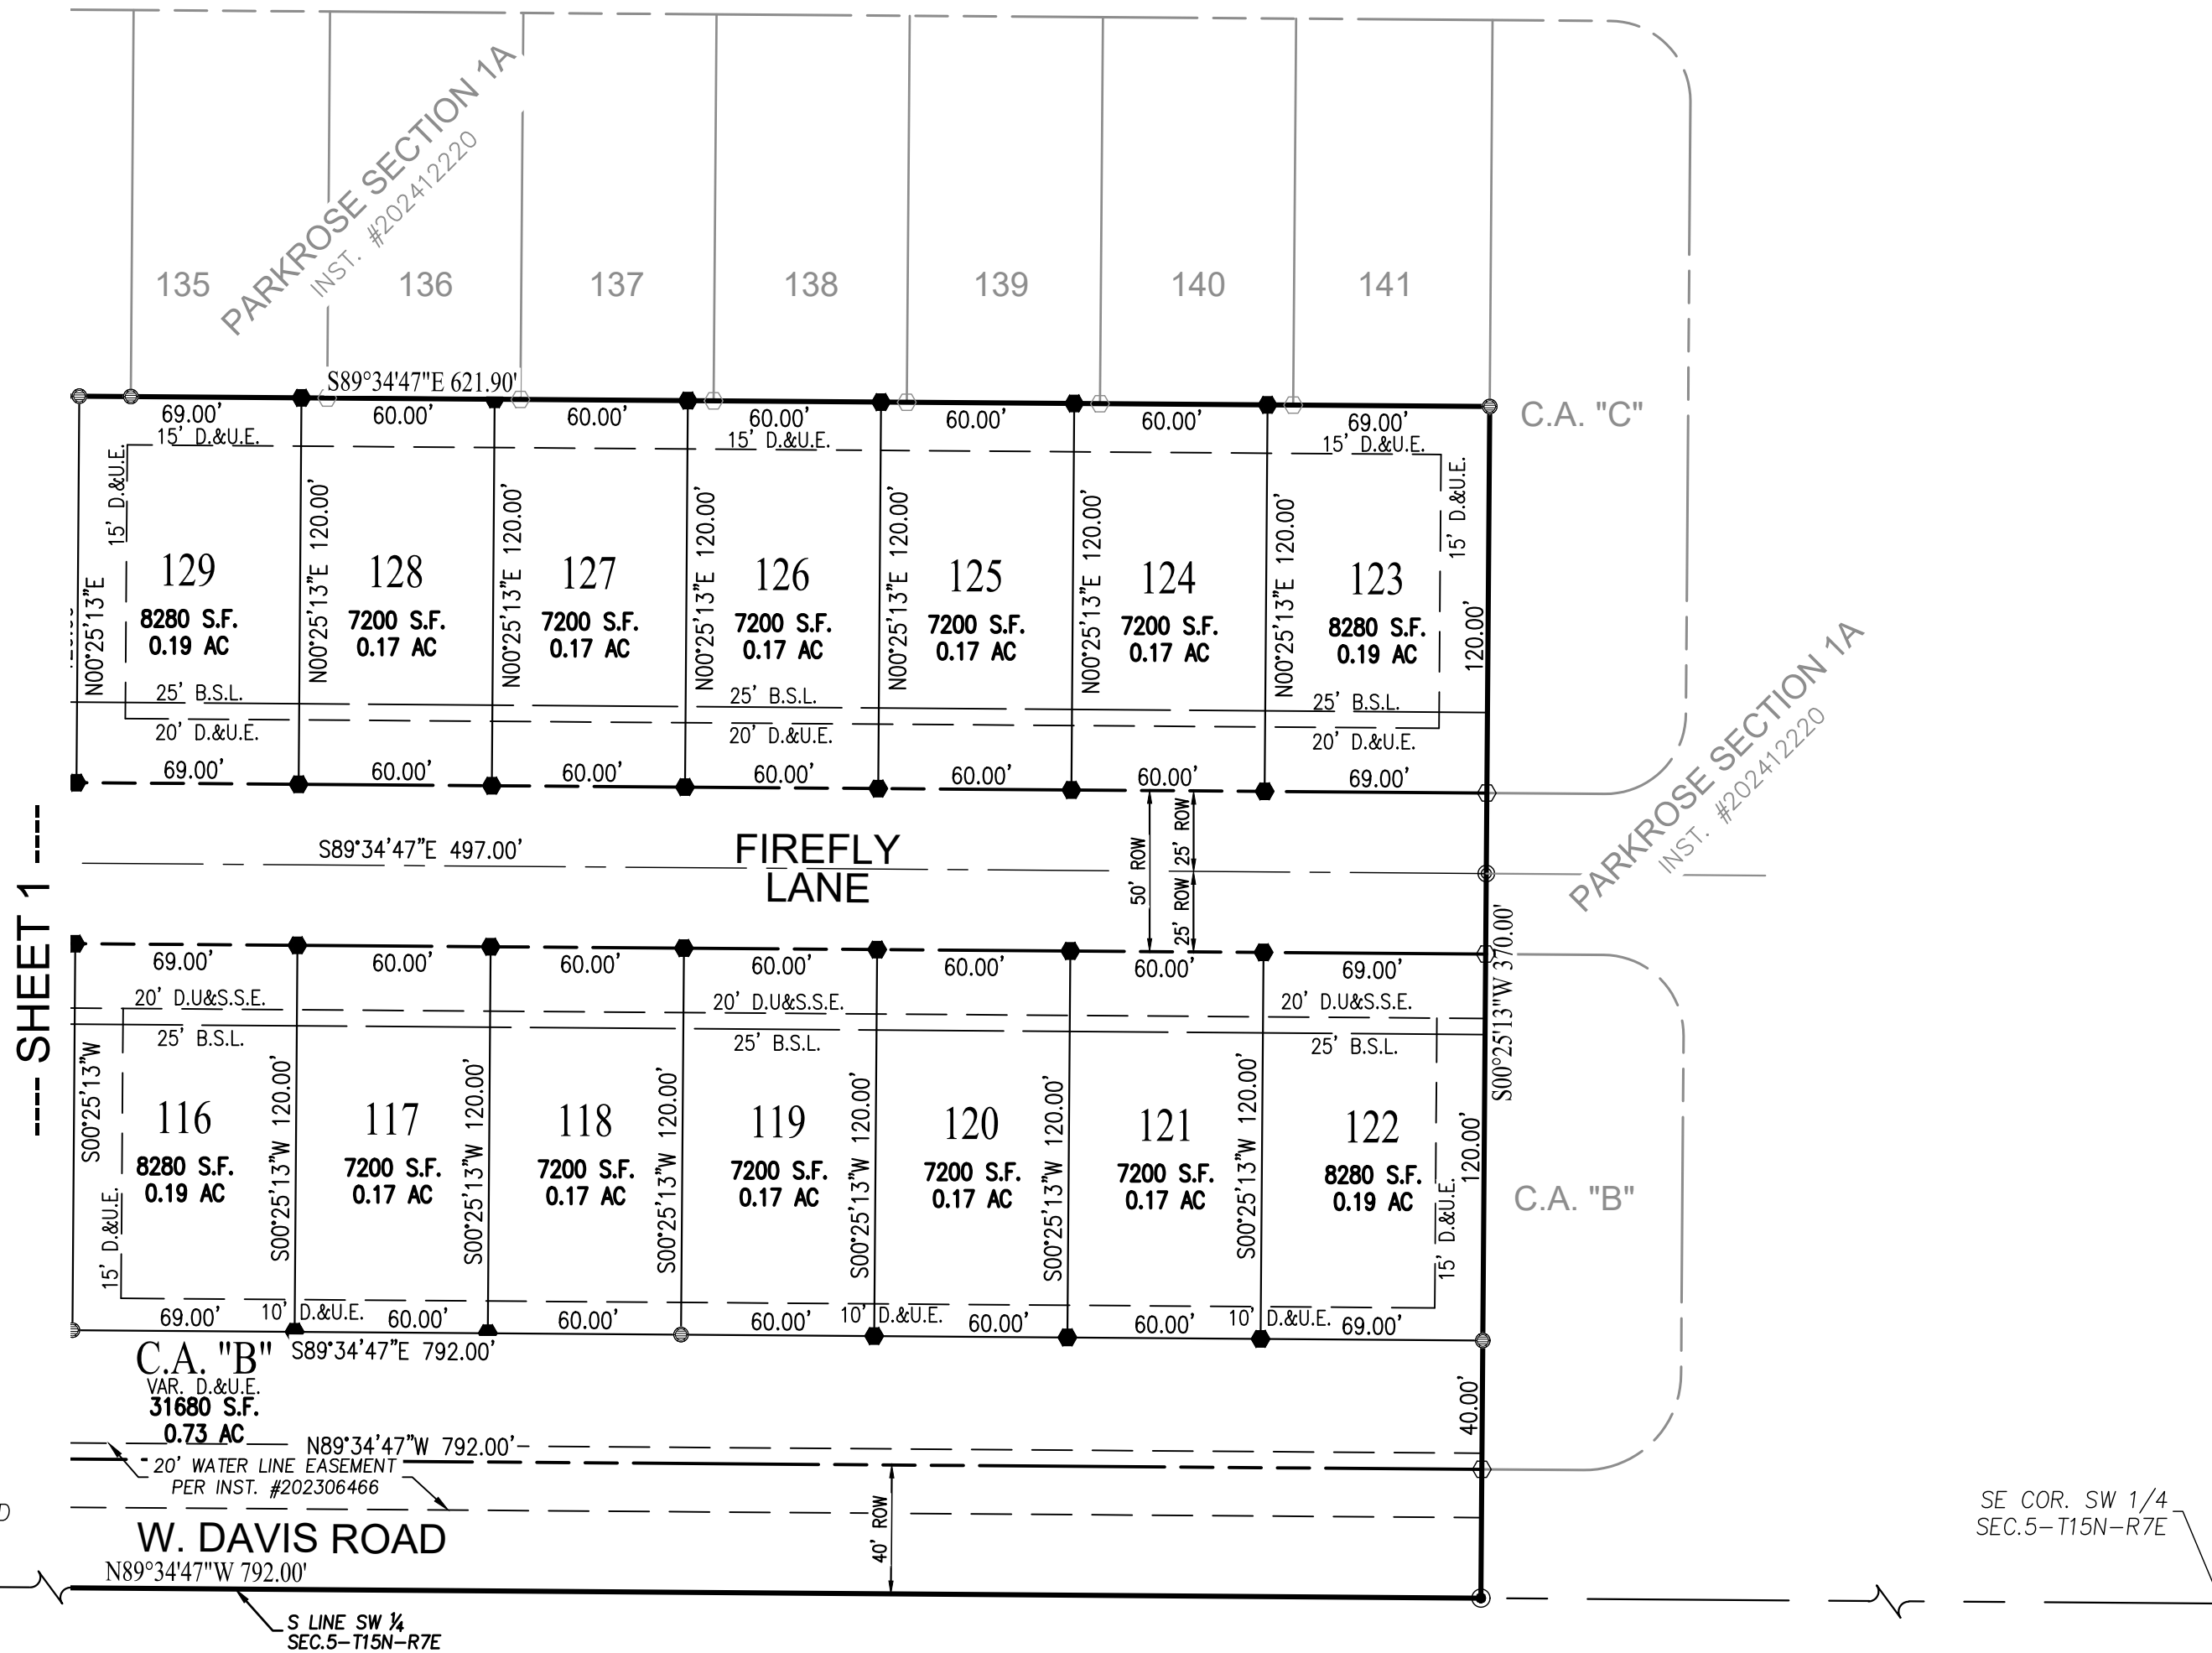 PARKROSE SECTION 1A
INST. #202412220
135
136
137
138
139
140
141
S89°34'47"E 621.90'
C.A. "C"
69.00'
60.00'
60.00'
60.00'
60.00'
60.00'
69.00'
15' D.&U.E.
15' D.&U.E.
15' D.&U.E.
15' D.&U.E.
15' D.&U.E.
N00°25'13"E
N00°25'13"E 120.00'
N00°25'13"E 120.00'
N00°25'13"E 120.00'
N00°25'13"E 120.00'
N00°25'13"E 120.00'
N00°25'13"E 120.00'
120.00'
129
8280 S.F.
0.19 AC
128
7200 S.F.
0.17 AC
127
7200 S.F.
0.17 AC
126
7200 S.F.
0.17 AC
125
7200 S.F.
0.17 AC
124
7200 S.F.
0.17 AC
123
8280 S.F.
0.19 AC
25' B.S.L.
25' B.S.L.
25' B.S.L.
20' D.&U.E.
20' D.&U.E.
20' D.&U.E.
69.00'
60.00'
60.00'
60.00'
60.00'
60.00'
69.00'
PARKROSE SECTION 1A
INST. #202412220
---- SHEET 1 ----
S89°34'47"E 497.00'
FIREFLY
LANE
50' ROW
25' ROW
25' ROW
S00°25'13"W 370.00'
69.00'
60.00'
60.00'
60.00'
60.00'
60.00'
69.00'
20' D.U&S.S.E.
20' D.U&S.S.E.
20' D.U&S.S.E.
25' B.S.L.
25' B.S.L.
25' B.S.L.
S00°25'13"W
S00°25'13"W 120.00'
S00°25'13"W 120.00'
S00°25'13"W 120.00'
S00°25'13"W 120.00'
S00°25'13"W 120.00'
S00°25'13"W 120.00'
120.00'
116
8280 S.F.
0.19 AC
117
7200 S.F.
0.17 AC
118
7200 S.F.
0.17 AC
119
7200 S.F.
0.17 AC
120
7200 S.F.
0.17 AC
121
7200 S.F.
0.17 AC
122
8280 S.F.
0.19 AC
C.A. "B"
15' D.&U.E.
15' D.&U.E.
10' D.&U.E.
10' D.&U.E.
10' D.&U.E.
69.00'
60.00'
60.00'
60.00'
60.00'
60.00'
69.00'
S89°34'47"E 792.00'
C.A. "B"
VAR. D.&U.E.
31680 S.F.
0.73 AC
40.00'
N89°34'47"W 792.00'
20' WATER LINE EASEMENT
PER INST. #202306466
40' ROW
W. DAVIS ROAD
N89°34'47"W 792.00'
S LINE SW ¼
SEC.5-T15N-R7E
SE COR. SW 1/4
SEC.5-T15N-R7E